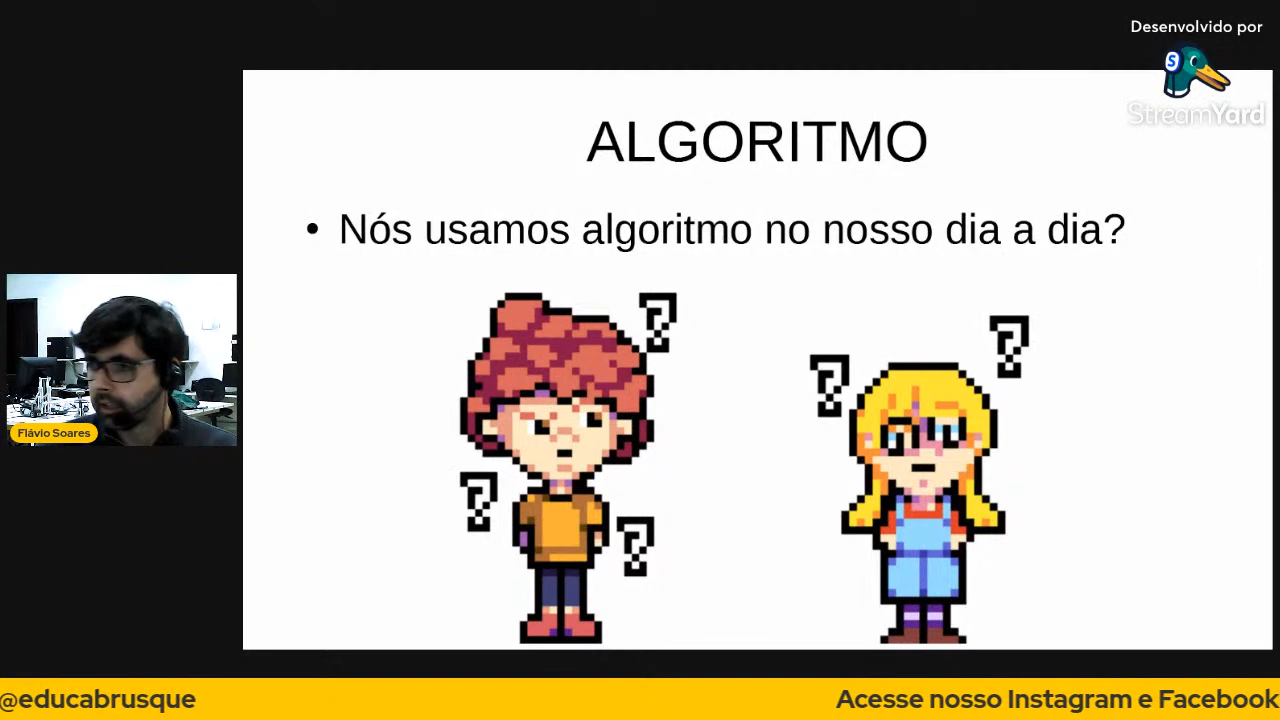 Desenvolvido por
S
StreamYard
ALGORITMO
• Nós usamos algoritmo no nosso dia a dia?
?
?
?
?
?
Flávio Soares
@educabrusque
Acesse nosso Instagram e Facebook